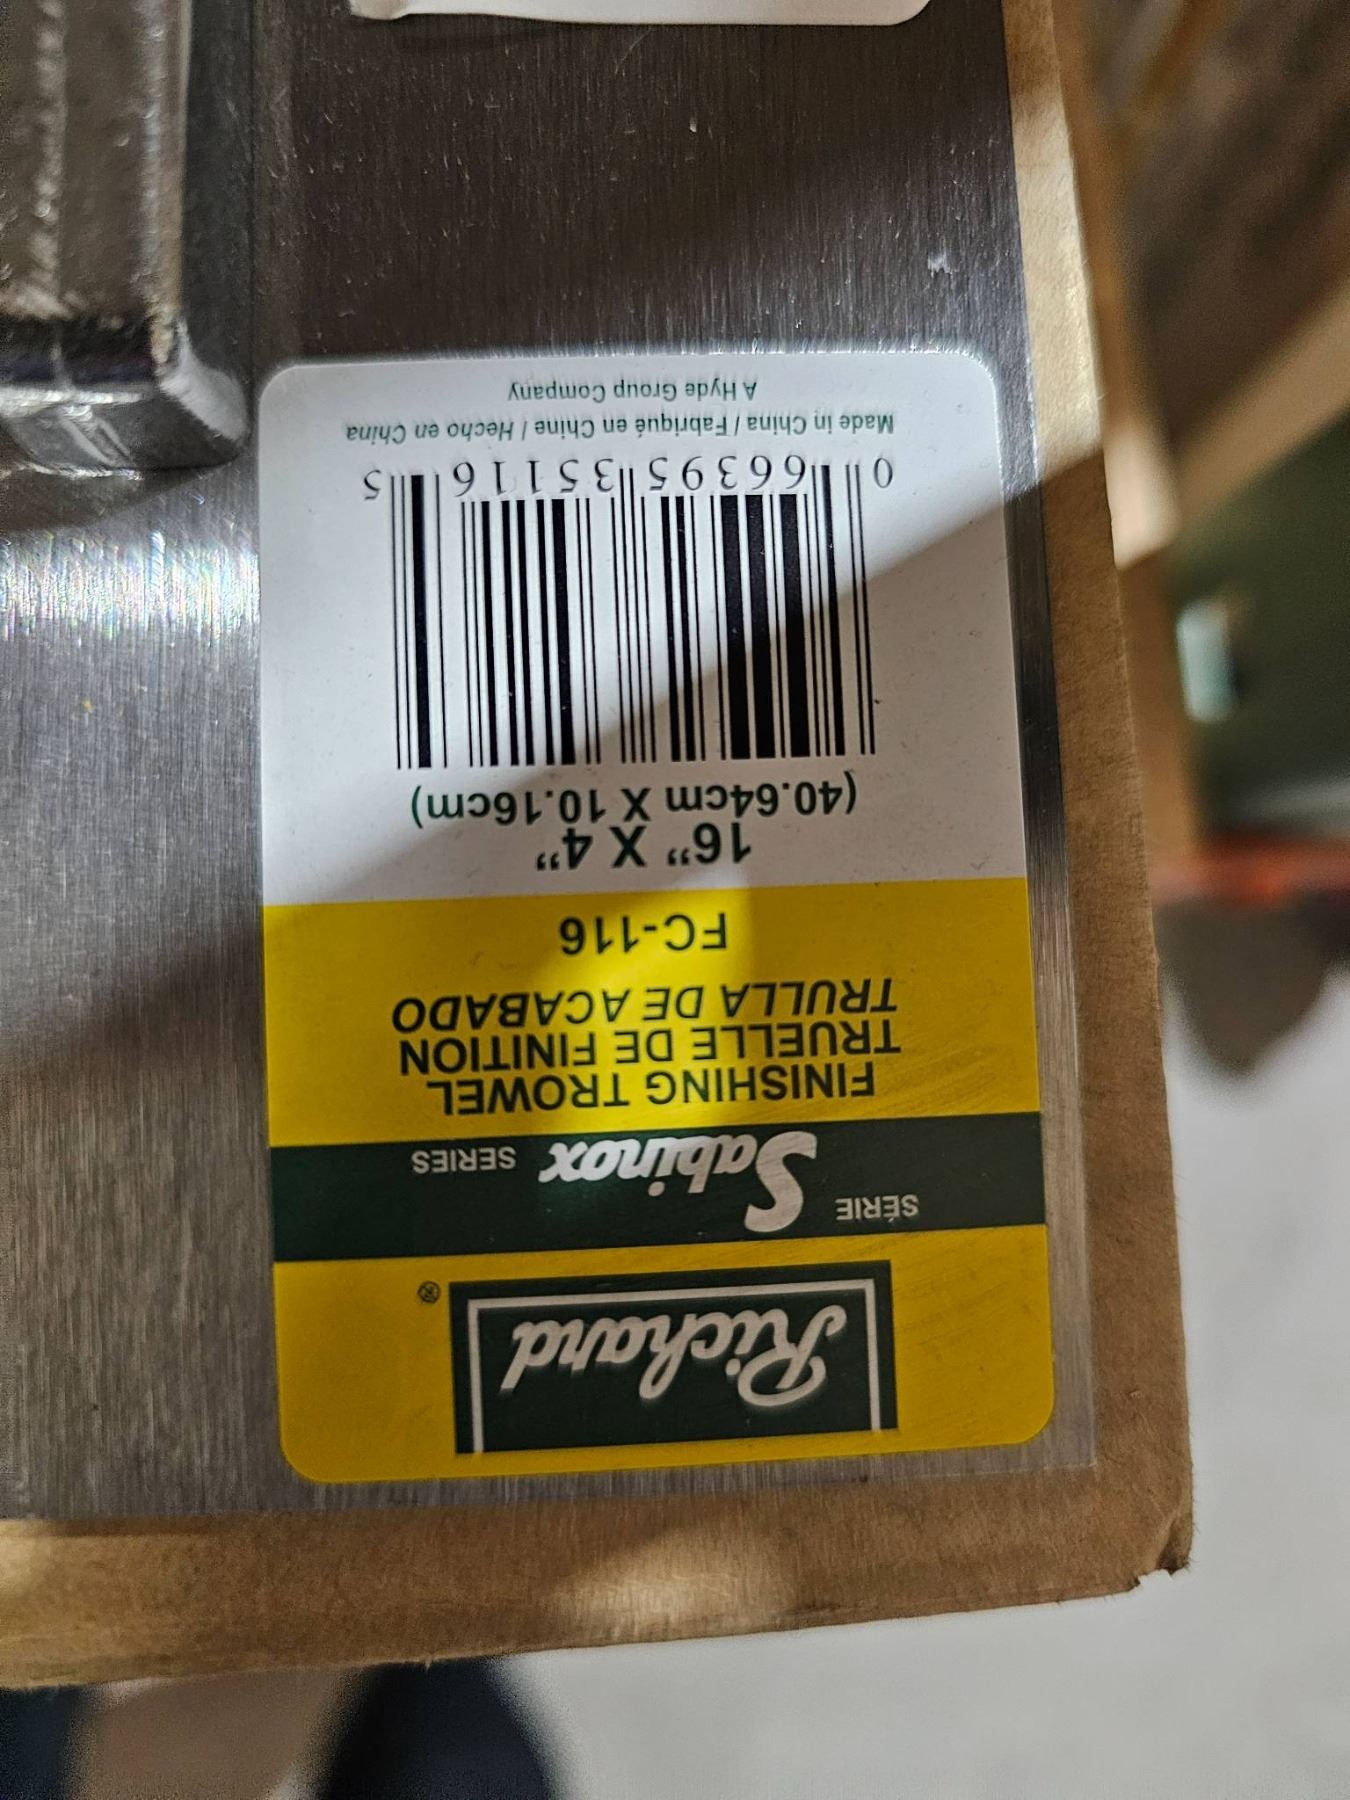 Richard®
SÉRIE Sabinox SERIES
FINISHING TROWEL
TRUELLE DE FINITION
TRULLA DE ACABADO
FC-116
16” X 4”
(40.64cm X 10.16cm)
0 66395 35116 5
Made in China / Fabriqué en Chine / Hecho en China
A Hyde Group Company